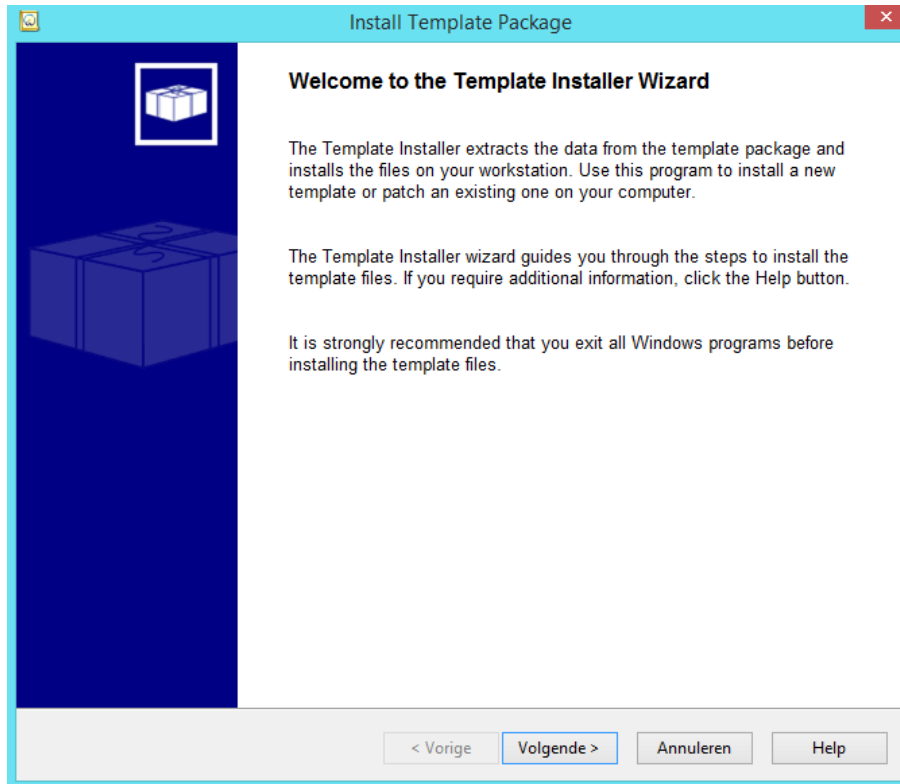 Install Template Package
Welcome to the Template Installer Wizard
The Template Installer extracts the data from the template package and
installs the files on your workstation. Use this program to install a new
template or patch an existing one on your computer.
The Template Installer wizard guides you through the steps to install the
template files. If you require additional information, click the Help button.
It is strongly recommended that you exit all Windows programs before
installing the template files.
< Vorige
Volgende >
Annuleren
Help